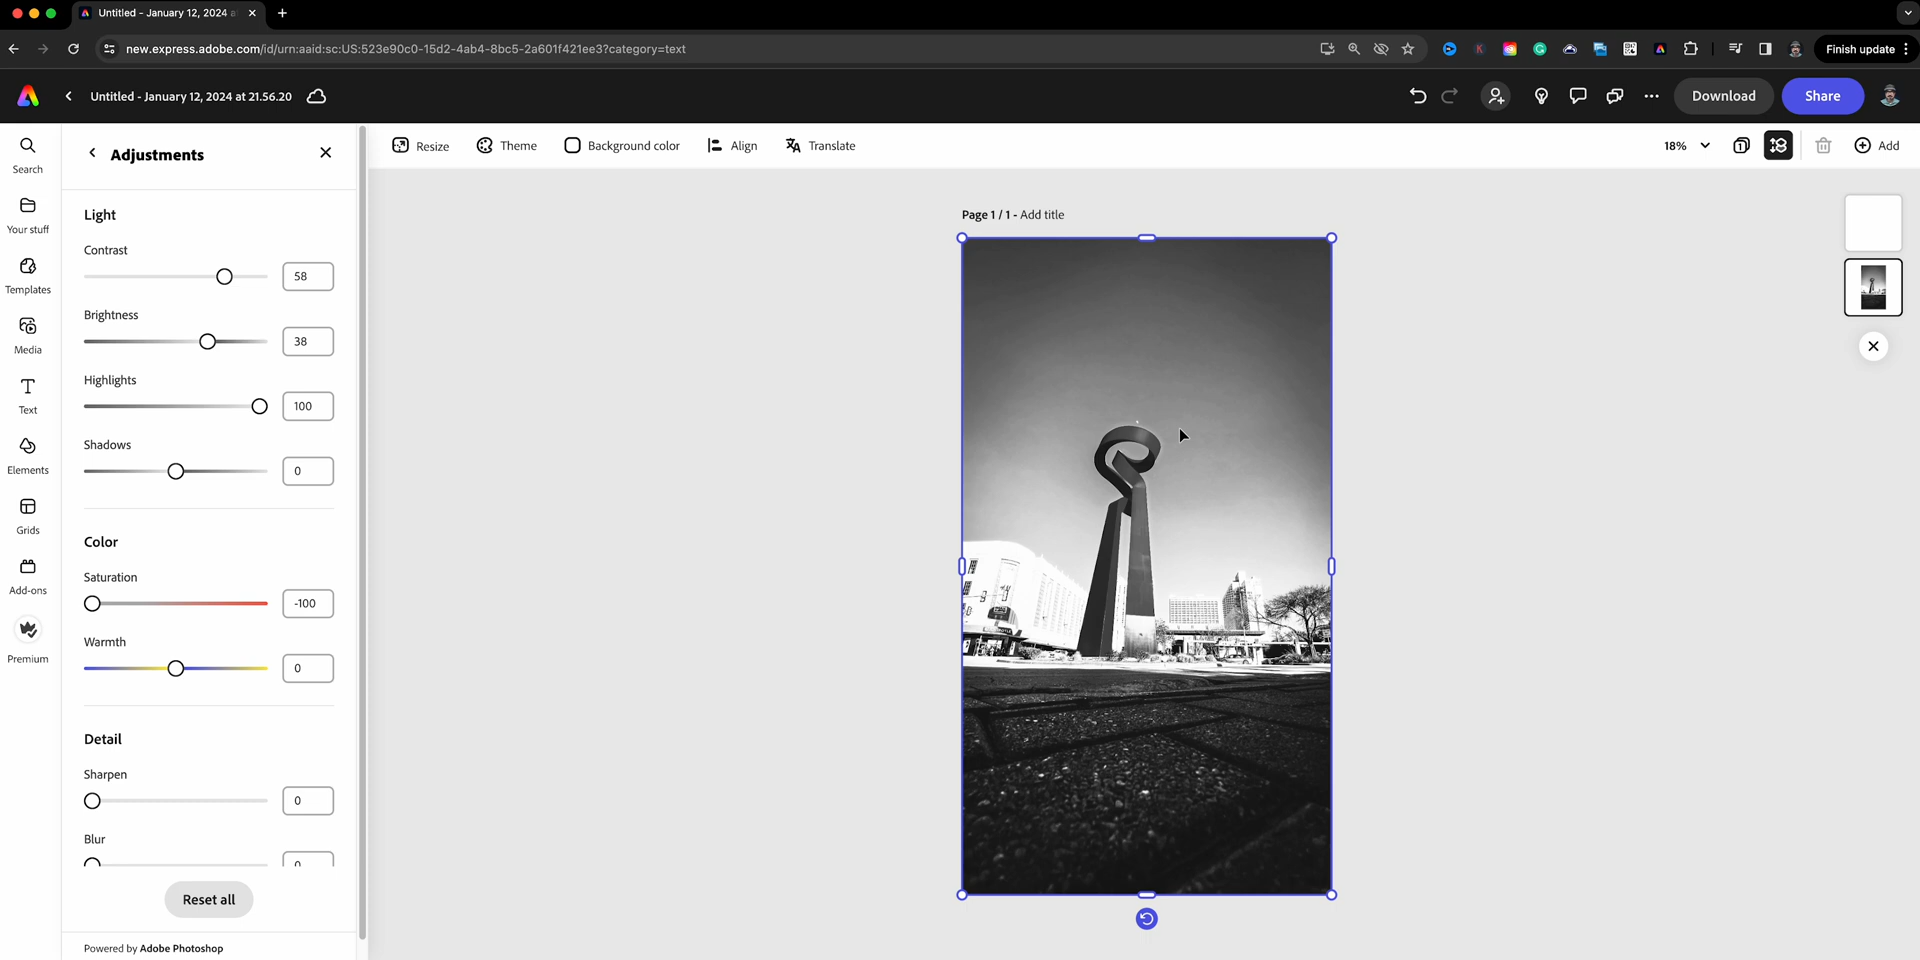 Untitled - January 12, 2024 a
new.express.adobe.com/id/urn:aaid:sc:US:523e90c0-15d2-4ab4-8bc5-2a601f421ee3?category=text
Finish update
Untitled - January 12, 2024 at 21.56.20
Download
Share
Search
Your stuff
Templates
Media
Text
Elements
Grids
Add-ons
Premium
Adjustments
Light
Contrast
58
Brightness
38
Highlights
100
Shadows
0
Color
Saturation
-100
Warmth
0
Detail
Sharpen
0
Blur
0
Reset all
Powered by Adobe Photoshop
Resize
Theme
Background color
Align
Translate
18%
1
Add
Page 1 / 1 - Add title